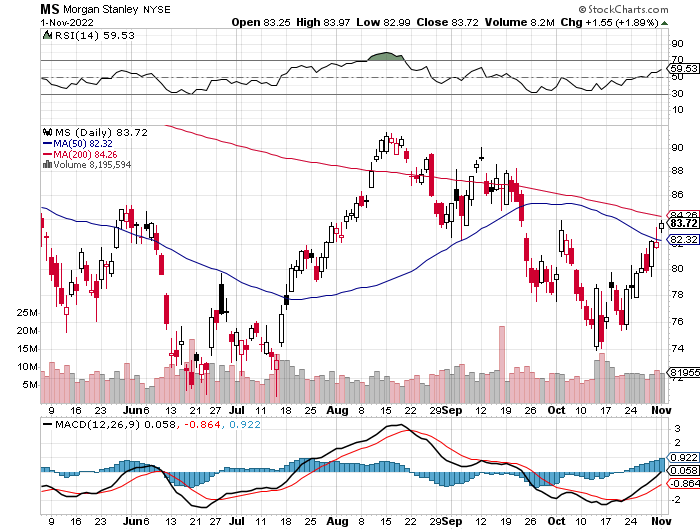 MS Morgan Stanley NYSE © StockCharts.com
1-Nov-2022 Open 83.25 High 83.97 Low 82.99 Close 83.72 Volume 8.2M Chg +1.55 (+1.89%)
RSI(14) 59.53
90
70
59.53
50
30
10
MS (Daily) 83.72
MA(50) 82.32
MA(200) 84.26
Volume 8,195,594
90
88
86
84.26
83.72
82.32
80
78
76
74
72
25M
20M
15M
10M
5M
81955
9 16 23 Jun 6 13 21 27 Jul 11 18 25 Aug 8 15 22 29 Sep 12 19 26 Oct 10 17 24 Nov
MACD(12,26,9) 0.058, -0.864, 0.922
3
2
0.922
0.058
-0.864
-2
9 16 23 Jun 6 13 21 27 Jul 11 18 25 Aug 8 15 22 29 Sep 12 19 26 Oct 10 17 24 Nov